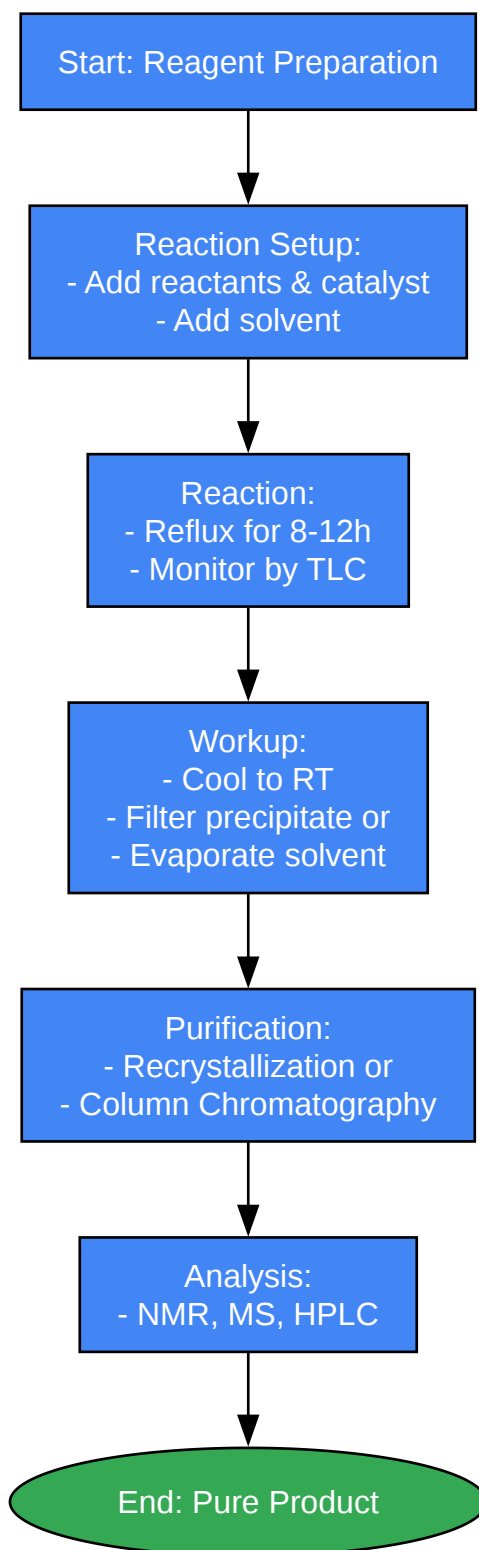 Start: Reagent Preparation
Reaction Setup:
- Add reactants & catalyst
- Add solvent
Reaction:
- Reflux for 8-12h
- Monitor by TLC
Workup:
- Cool to RT
- Filter precipitate or
- Evaporate solvent
Purification:
- Recrystallization or
- Column Chromatography
Analysis:
- NMR, MS, HPLC
End: Pure Product